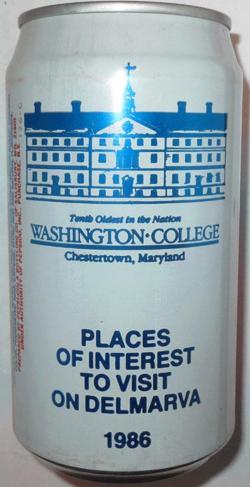 Tenth Oldest in the Nation
WASHINGTON·COLLEGE
Chestertown, Maryland
PLACES
OF INTEREST
TO VISIT
ON DELMARVA
1986